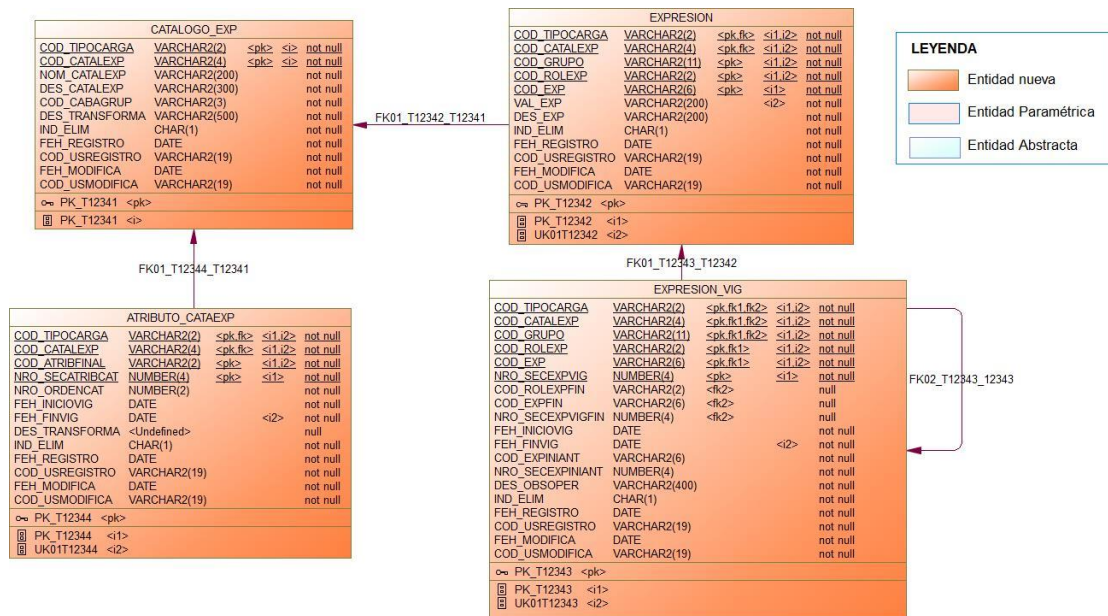 CATALOGO_EXP
COD_TIPOCARGA VARCHAR2(2) <pk> <i> not null
COD_CATALEXP VARCHAR2(4) <pk> <i> not null
NOM_CATALEXP VARCHAR2(200) not null
DES_CATALEXP VARCHAR2(300) not null
COD_CABAGRUP VARCHAR2(3) not null
DES_TRANSFORMA VARCHAR2(500) not null
IND_ELIM CHAR(1) not null
FEH_REGISTRO DATE not null
COD_USREGISTRO VARCHAR2(19) not null
FEH_MODIFICA DATE not null
COD_USMODIFICA VARCHAR2(19) not null
PK_T12341 <pk>
PK_T12341 <i>
FK01_T12342_T12341
EXPRESION
COD_TIPOCARGA VARCHAR2(2) <pk.fk> <i1.i2> not null
COD_CATALEXP VARCHAR2(4) <pk.fk> <i1.i2> not null
COD_GRUPO VARCHAR2(11) <pk> <i1.i2> not null
COD_ROLEXP VARCHAR2(2) <pk> <i1.i2> not null
COD_EXP VARCHAR2(6) <pk> <i1> not null
VAL_EXP VARCHAR2(200) <i2> not null
DES_EXP VARCHAR2(200) not null
IND_ELIM CHAR(1) not null
FEH_REGISTRO DATE not null
COD_USREGISTRO VARCHAR2(19) not null
FEH_MODIFICA DATE not null
COD_USMODIFICA VARCHAR2(19) not null
PK_T12342 <pk>
PK_T12342 <i1>
UK01T12342 <i2>
LEYENDA
Entidad nueva
Entidad Paramétrica
Entidad Abstracta
FK01_T12344_T12341
FK01_T12343_T12342
ATRIBUTO_CATAEXP
COD_TIPOCARGA VARCHAR2(2) <pk.fk> <i1.i2> not null
COD_CATALEXP VARCHAR2(4) <pk.fk> <i1.i2> not null
COD_ATRIBFINAL VARCHAR2(2) <pk> <i1.i2> not null
NRO_SECATRIBCAT NUMBER(4) <pk> <i1> not null
NRO_ORDENCAT NUMBER(2) not null
FEH_INICIOVIG DATE not null
FEH_FINVIG DATE <i2> not null
DES_TRANSFORMA <Undefined> null
IND_ELIM CHAR(1) not null
FEH_REGISTRO DATE not null
COD_USREGISTRO VARCHAR2(19) not null
FEH_MODIFICA DATE not null
COD_USMODIFICA VARCHAR2(19) not null
PK_T12344 <pk>
PK_T12344 <i1>
UK01T12344 <i2>
EXPRESION_VIG
COD_TIPOCARGA VARCHAR2(2) <pk.fk1.fk2> <i1.i2> not null
COD_CATALEXP VARCHAR2(4) <pk.fk1.fk2> <i1.i2> not null
COD_GRUPO VARCHAR2(11) <pk.fk1.fk2> <i1.i2> not null
COD_ROLEXP VARCHAR2(2) <pk.fk1> <i1.i2> not null
COD_EXP VARCHAR2(6) <pk.fk1> <i1.i2> not null
NRO_SECEXPVIG NUMBER(4) <pk> <i1> not null
COD_ROLEXPFIN VARCHAR2(2) <fk2> null
COD_EXPFIN VARCHAR2(6) <fk2> null
NRO_SECEXPVIGFIN NUMBER(4) <fk2> null
FEH_INICIOVIG DATE not null
FEH_FINVIG DATE <i2> not null
COD_EXPINIANT VARCHAR2(6) not null
NRO_SECEXPINIANT NUMBER(4) not null
DES_OBSOPER VARCHAR2(400) not null
IND_ELIM CHAR(1) not null
FEH_REGISTRO DATE not null
COD_USREGISTRO VARCHAR2(19) not null
FEH_MODIFICA DATE not null
COD_USMODIFICA VARCHAR2(19) not null
PK_T12343 <pk>
PK_T12343 <i1>
UK01T12343 <i2>
FK02_T12343_12343